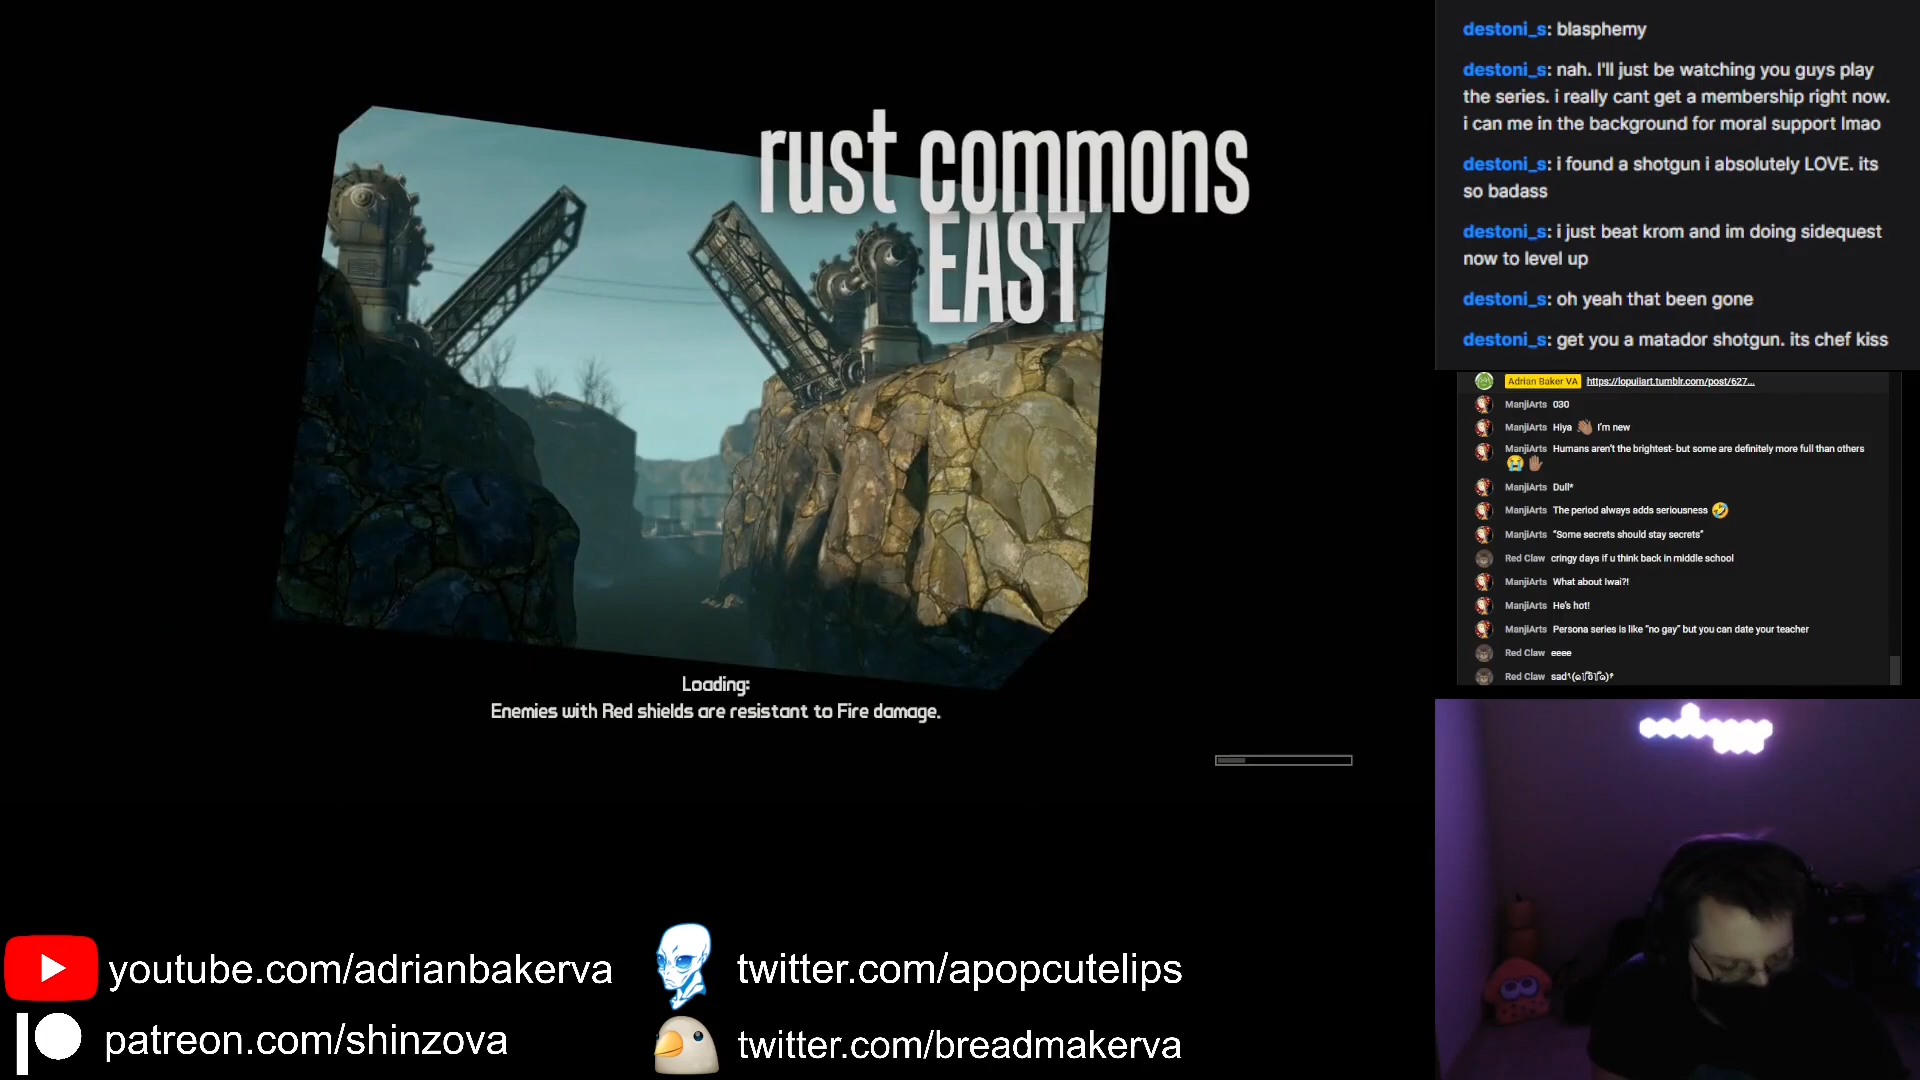 rust commons
EAST
Loading:
Enemies with Red shields are resistant to Fire damage.
destoni_s: blasphemy
destoni_s: nah. I'll just be watching you guys play
the series. i really cant get a membership right now.
i can me in the background for moral support lmao
destoni_s: i found a shotgun i absolutely LOVE. its
so badass
destoni_s: i just beat krom and im doing sidequest
now to level up
destoni_s: oh yeah that been gone
destoni_s: get you a matador shotgun. its chef kiss
Adrian Baker VA https://lopuliart.tumblr.com/post/627...
ManjiArts 030
ManjiArts Hiya 👋🏽 I'm new
ManjiArts Humans aren't the brightest- but some are definitely more full than others
😭✋🏽
ManjiArts Dull*
ManjiArts The period always adds seriousness 🤣
ManjiArts "Some secrets should stay secrets"
Red Claw cringy days if u think back in middle school
ManjiArts What about Iwai?!
ManjiArts He's hot!
ManjiArts Persona series is like "no gay" but you can date your teacher
Red Claw eeee
Red Claw sad
youtube.com/adrianbakerva
twitter.com/apopcutelips
patreon.com/shinzova
twitter.com/breadmakerva